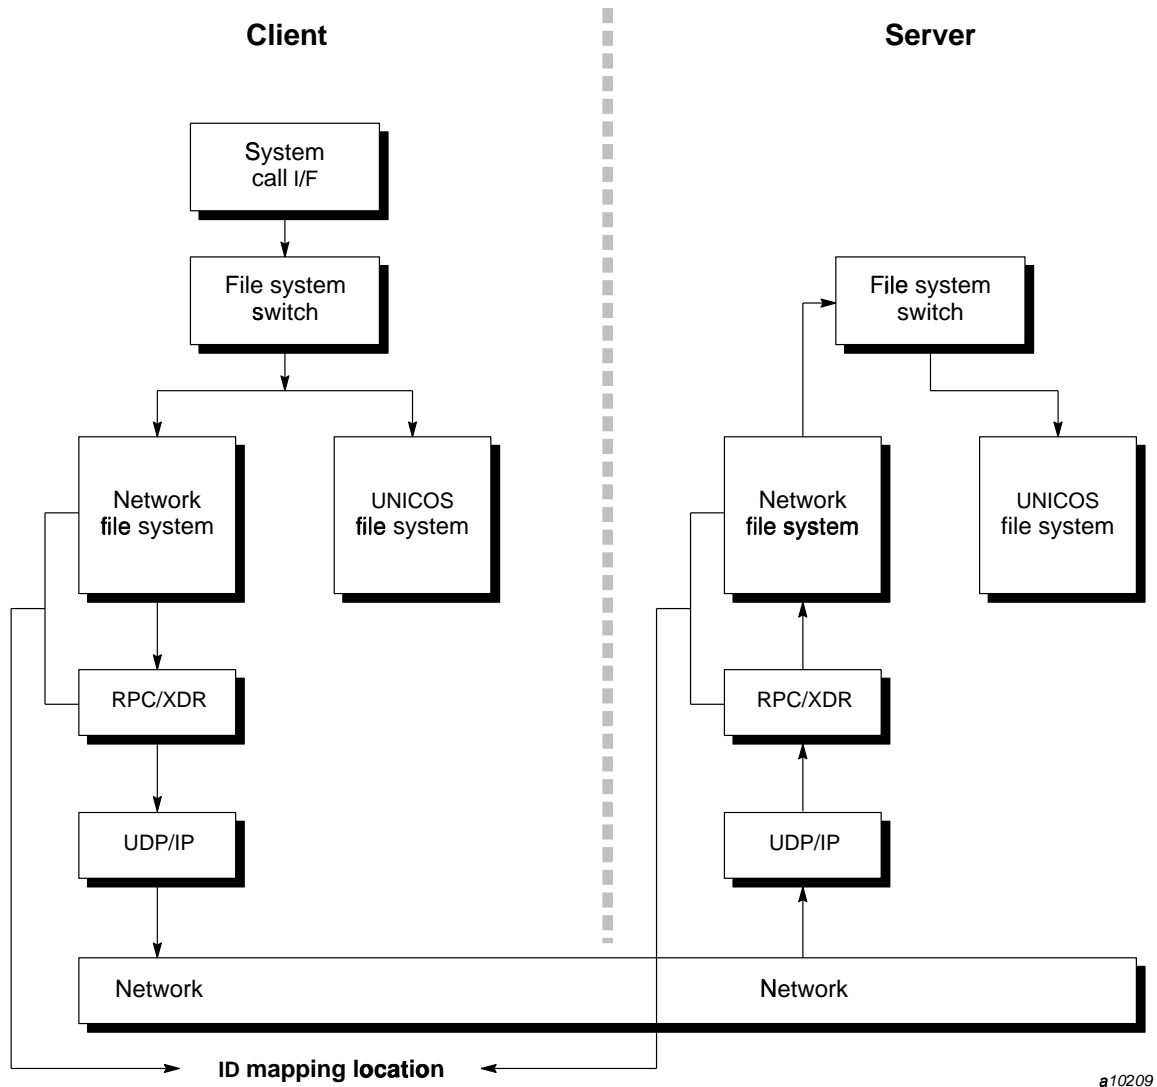 Client
Server
System
call I/F
File system
switch
File system
switch
Network
file system
UNICOS
file system
Network
file system
UNICOS
file system
RPC/XDR
RPC/XDR
UDP/IP
UDP/IP
Network
Network
ID mapping location
a10209